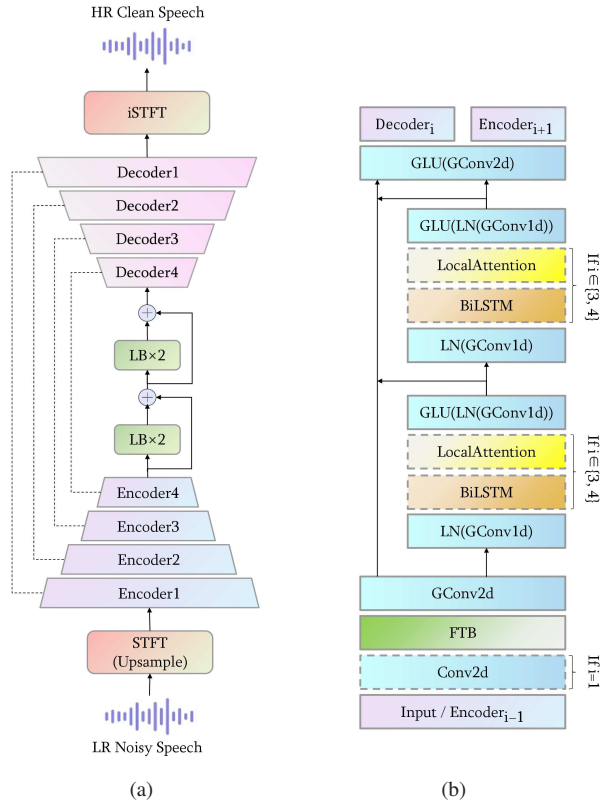 HR Clean Speech
iSTFT
Decoder1
Decoder2
Decoder3
Decoder4
+
LB×2
+
LB×2
Encoder4
Encoder3
Encoder2
Encoder1
STFT
(Upsample)
LR Noisy Speech
(a)
Decoderᵢ
Encoderᵢ₊₁
GLU(GConv2d)
GLU(LN(GConv1d))
LocalAttention
BiLSTM
If i∈{3, 4}
LN(GConv1d)
GLU(LN(GConv1d))
LocalAttention
BiLSTM
If i∈{3, 4}
LN(GConv1d)
GConv2d
FTB
Conv2d
If i=1
Input / Encoderᵢ₋₁
(b)